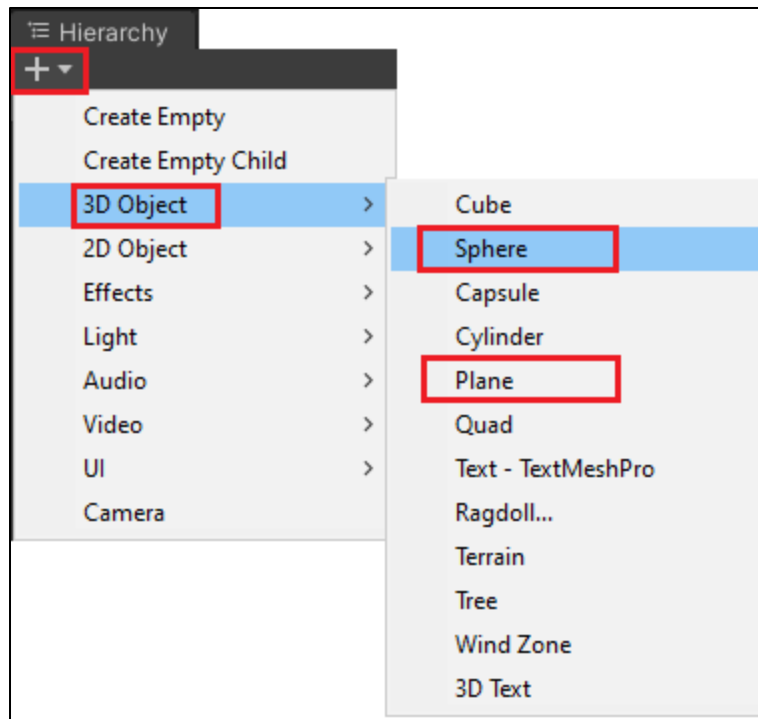 Hierarchy
Create Empty
Create Empty Child
3D Object
2D Object
Effects
Light
Audio
Video
UI
Camera
Cube
Sphere
Capsule
Cylinder
Plane
Quad
Text - TextMeshPro
Ragdoll...
Terrain
Tree
Wind Zone
3D Text